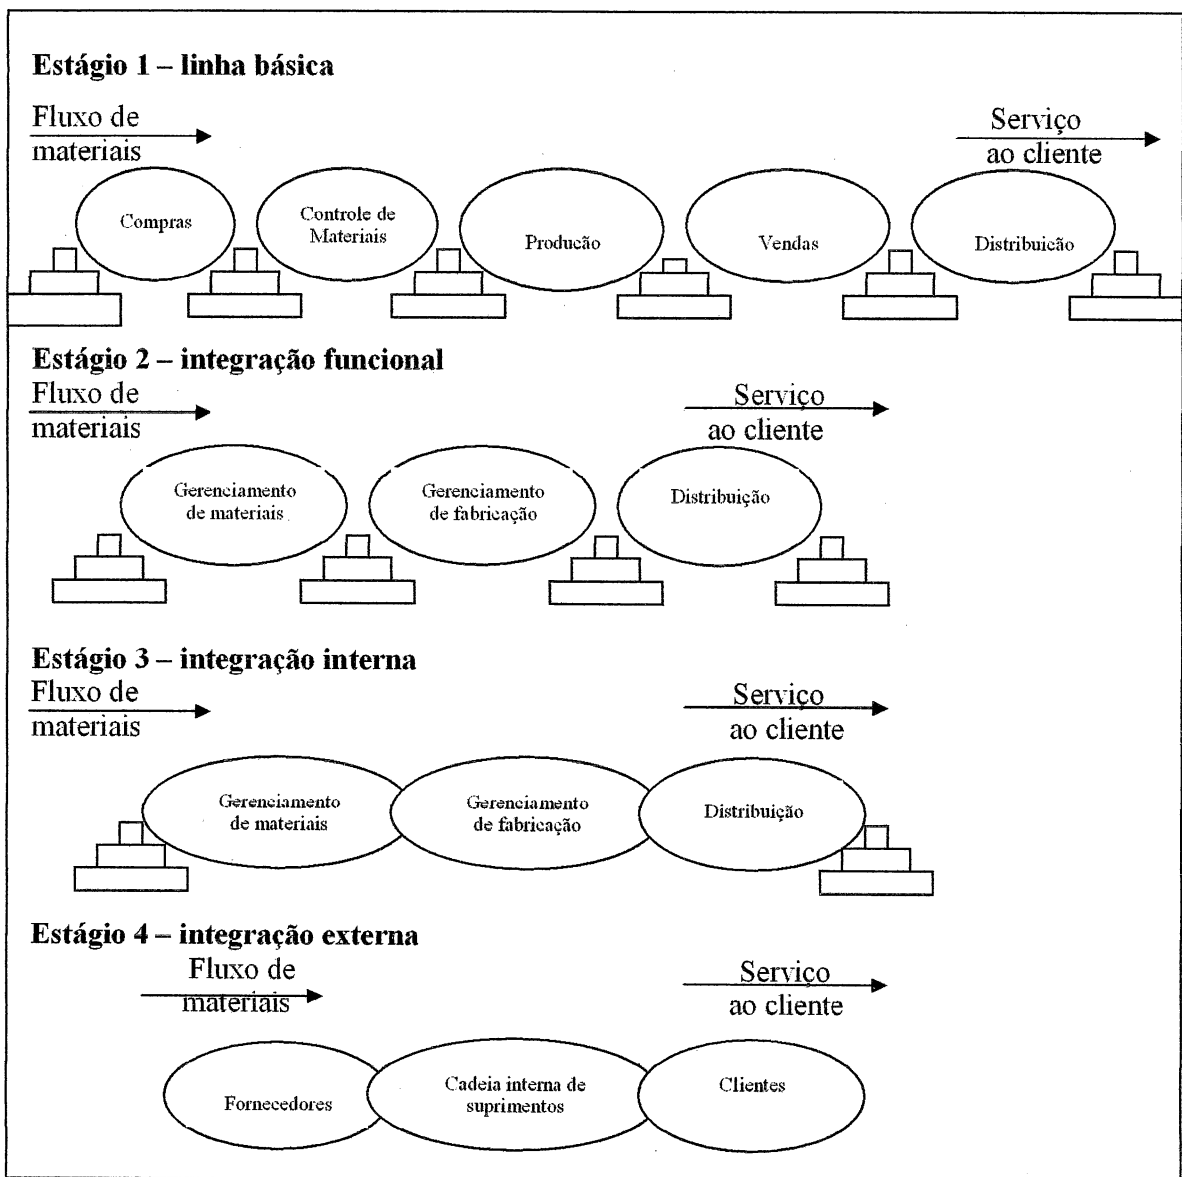 Estágio 1 – linha básica
Fluxo de
materiais
Serviço
ao cliente
Compras
Controle de
Materiais
Producão
Vendas
Distribuicão
Estágio 2 – integração funcional
Fluxo de
materiais
Serviço
ao cliente
Gerenciamento
de materiais
Gerenciamento
de fabricação
Distribuição
Estágio 3 – integração interna
Fluxo de
materiais
Serviço
ao cliente
Gerenciamento
de materiais
Gerenciamento
de fabricação
Distribuição
Estágio 4 – integração externa
Fluxo de
materiais
Serviço
ao cliente
Fornecedores
Cadeia interna de
suprimentos
Clientes